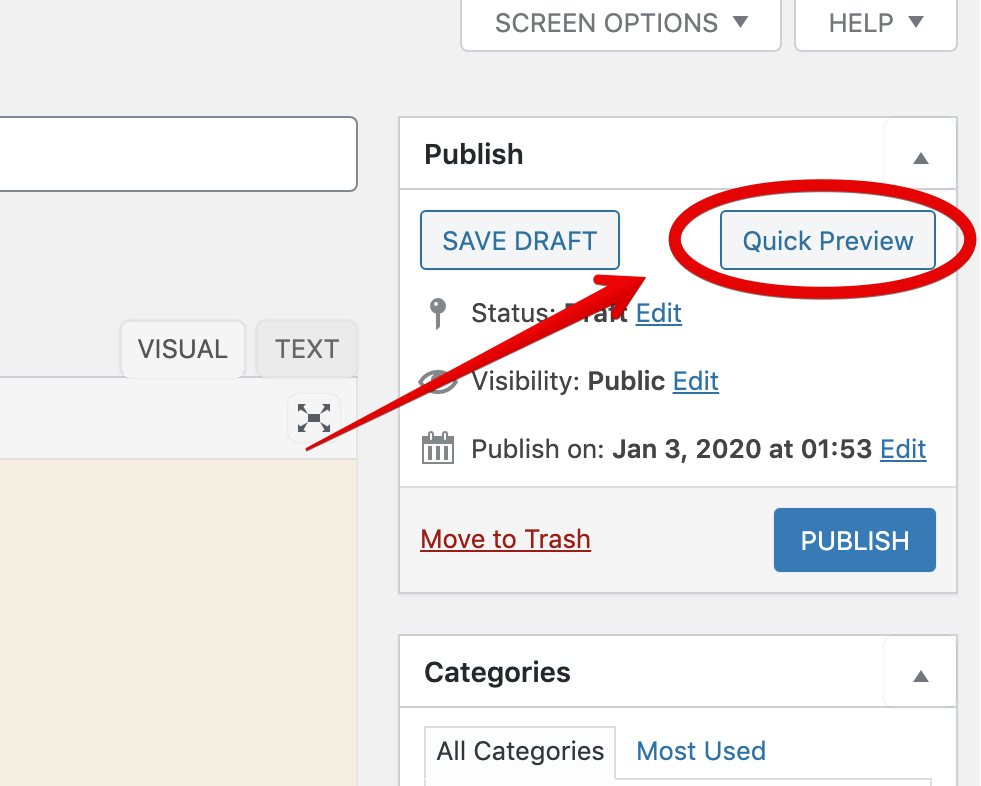 SCREEN OPTIONS ▼ HELP ▼
Publish ▲
SAVE DRAFT Quick Preview
Status: Draft Edit
VISUAL TEXT
Visibility: Public Edit
Publish on: Jan 3, 2020 at 01:53 Edit
Move to Trash PUBLISH
Categories ▲
All Categories Most Used